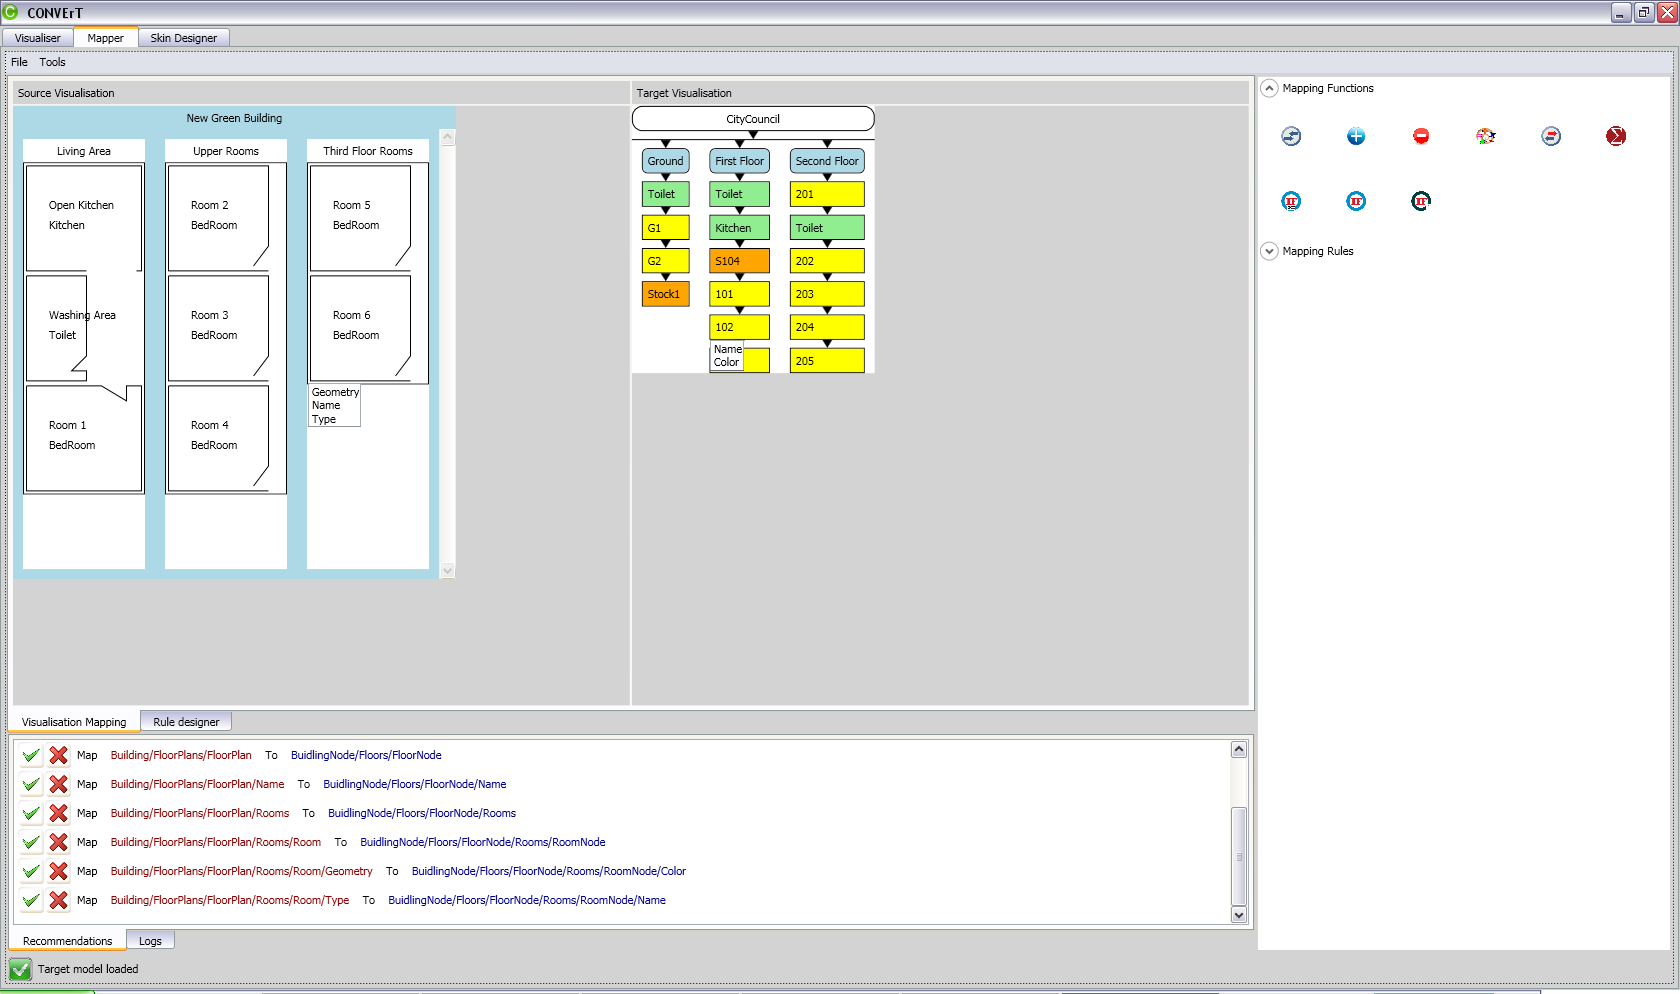 CONVErT
Visualiser Mapper Skin Designer
File Tools
Source Visualisation
New Green Building
Living Area
Open Kitchen
Kitchen
Washing Area
Toilet
Room 1
BedRoom
Upper Rooms
Room 2
BedRoom
Room 3
BedRoom
Room 4
BedRoom
Third Floor Rooms
Room 5
BedRoom
Room 6
BedRoom
Geometry
Name
Type
Target Visualisation
CityCouncil
Ground
Toilet
G1
G2
Stock1
First Floor
Toilet
Kitchen
S104
101
102
Name
Color
Second Floor
201
Toilet
202
203
204
205
Mapping Functions
IF IF IF
Mapping Rules
Visualisation Mapping Rule designer
Map Building/FloorPlans/FloorPlan To BuidlingNode/Floors/FloorNode
Map Building/FloorPlans/FloorPlan/Name To BuidlingNode/Floors/FloorNode/Name
Map Building/FloorPlans/FloorPlan/Rooms To BuidlingNode/Floors/FloorNode/Rooms
Map Building/FloorPlans/FloorPlan/Rooms/Room To BuidlingNode/Floors/FloorNode/Rooms/RoomNode
Map Building/FloorPlans/FloorPlan/Rooms/Room/Geometry To BuidlingNode/Floors/FloorNode/Rooms/RoomNode/Color
Map Building/FloorPlans/FloorPlan/Rooms/Room/Type To BuidlingNode/Floors/FloorNode/Rooms/RoomNode/Name
Recommendations Logs
Target model loaded